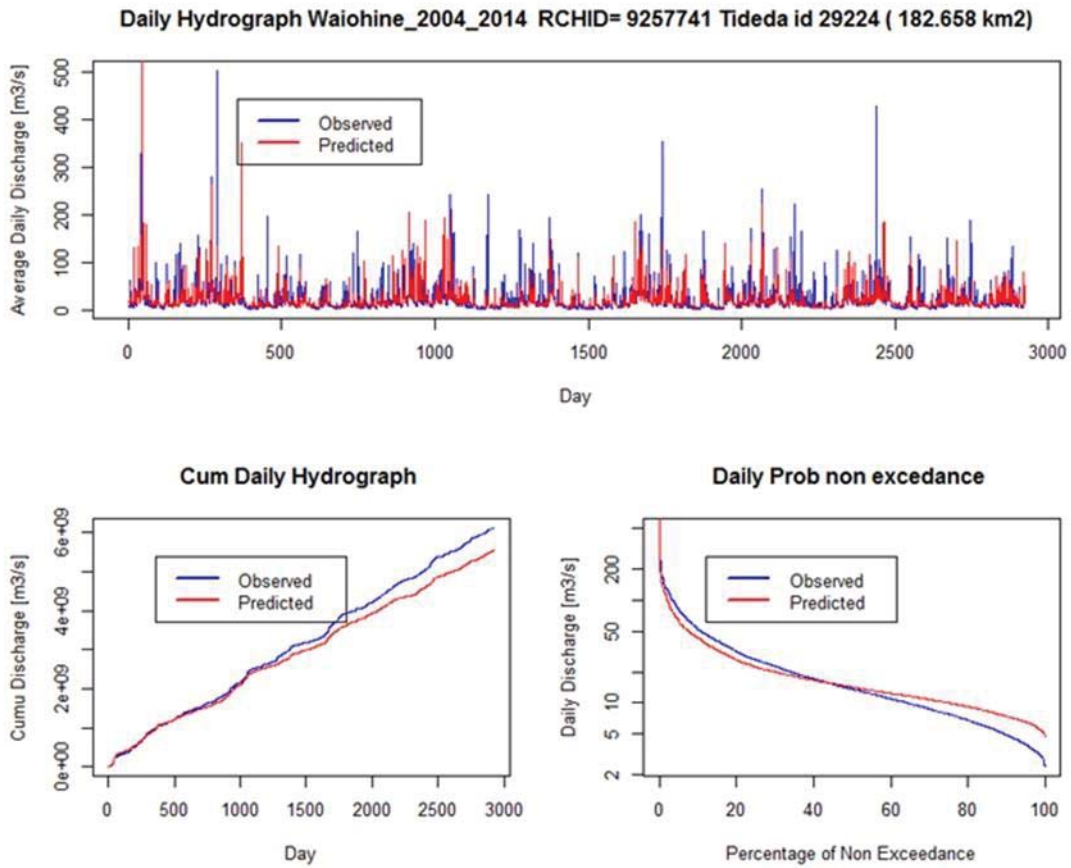 Daily Hydrograph Waiohine_2004_2014 RCHID= 9257741 Tideda id 29224 ( 182.658 km2)
Average Daily Discharge [m3/s]
0 100 200 300 400 500
Observed
Predicted
0 500 1000 1500 2000 2500 3000
Day
Cum Daily Hydrograph
Cumu Discharge [m3/s]
0e+00 2e+09 4e+09 6e+09
Observed
Predicted
0 500 1000 1500 2000 2500 3000
Day
Daily Prob non excedance
Daily Discharge [m3/s]
2 5 10 50 200
Observed
Predicted
0 20 40 60 80 100
Percentage of Non Exceedance